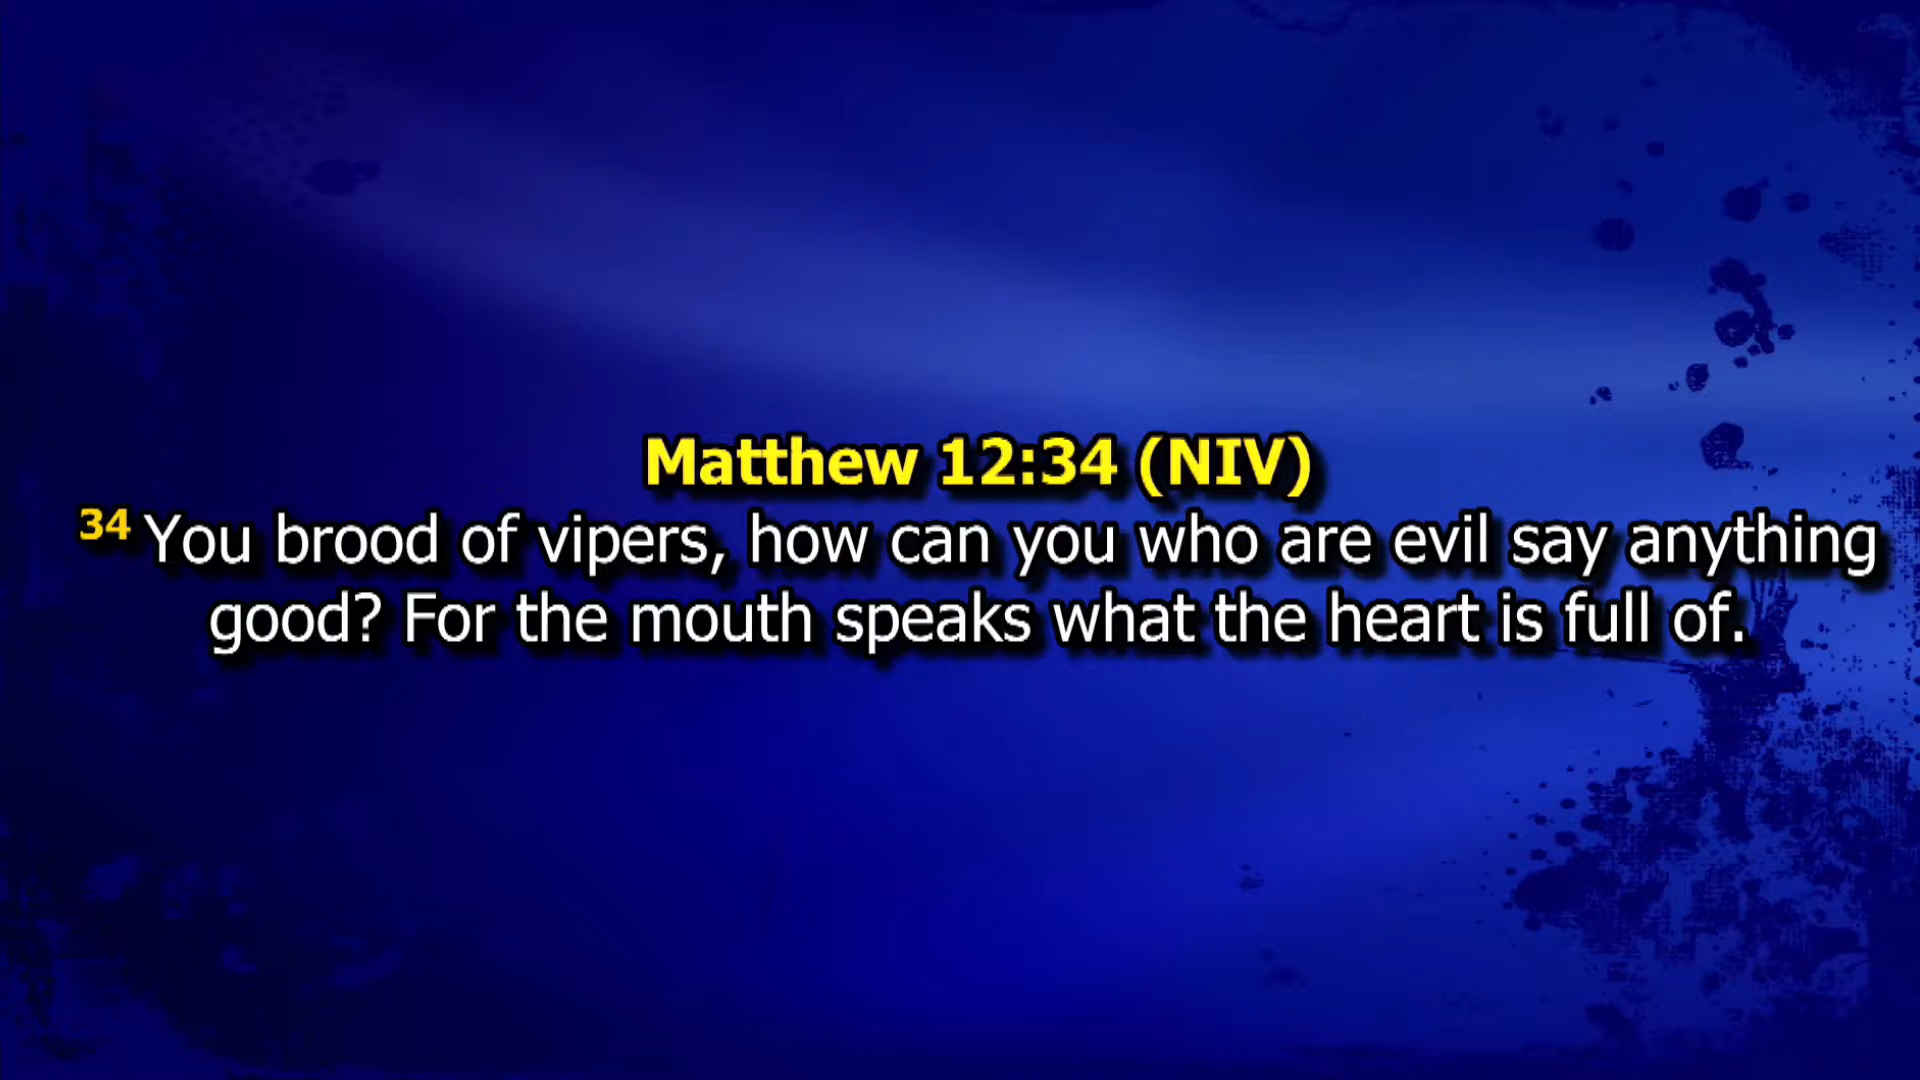 Matthew 12:34 (NIV)
34 You brood of vipers, how can you who are evil say anything
good? For the mouth speaks what the heart is full of.